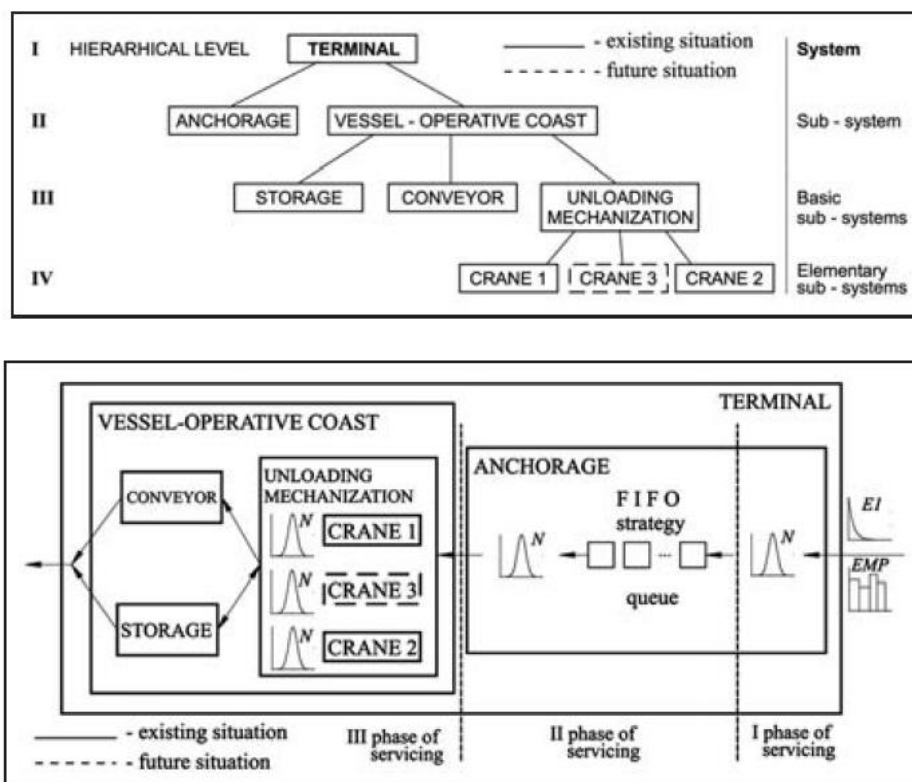 I HIERARHICAL LEVEL TERMINAL - existing situation System
- future situation
II ANCHORAGE VESSEL - OPERATIVE COAST Sub - system
III STORAGE CONVEYOR UNLOADING MECHANIZATION Basic sub - systems
IV CRANE 1 CRANE 3 CRANE 2 Elementary sub - systems
TERMINAL
VESSEL-OPERATIVE COAST
ANCHORAGE
UNLOADING
MECHANIZATION
CONVEYOR
STORAGE
N CRANE 1
N CRANE 3
N CRANE 2
N
F I F O
strategy
...
queue
N
E1
EMP
- existing situation
- future situation
III phase of
servicing
II phase of
servicing
I phase of
servicing